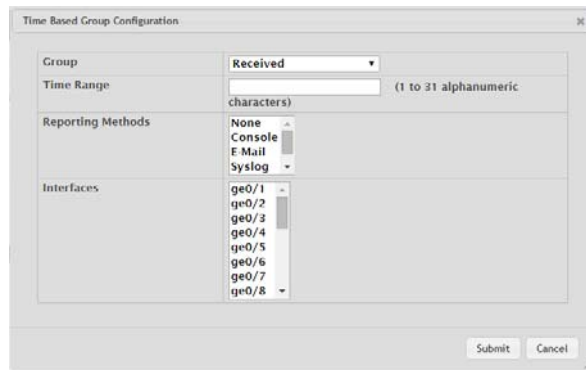 Time Based Group Configuration
Group
Received
Time Range
(1 to 31 alphanumeric
characters)
Reporting Methods
None
Console
E-Mail
Syslog
Interfaces
ge0/1
ge0/2
ge0/3
ge0/4
ge0/5
ge0/6
ge0/7
ge0/8
Submit Cancel